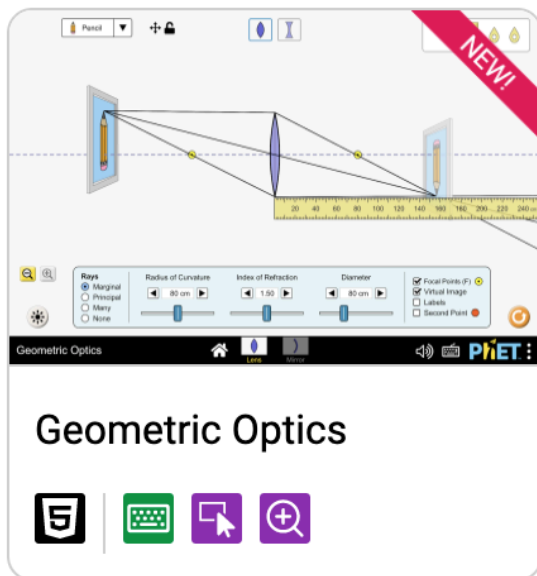 Pencil
NEW!
20 40 60 80 100 120 140 160 180 200 220 240 cm
Rays
Marginal
Principal
Many
None
Radius of Curvature
80 cm
Index of Refraction
1.50
Diameter
80 cm
Focal Points (F)
Virtual Image
Labels
Second Point
Geometric Optics
Lens
Mirror
PhET
Geometric Optics
5